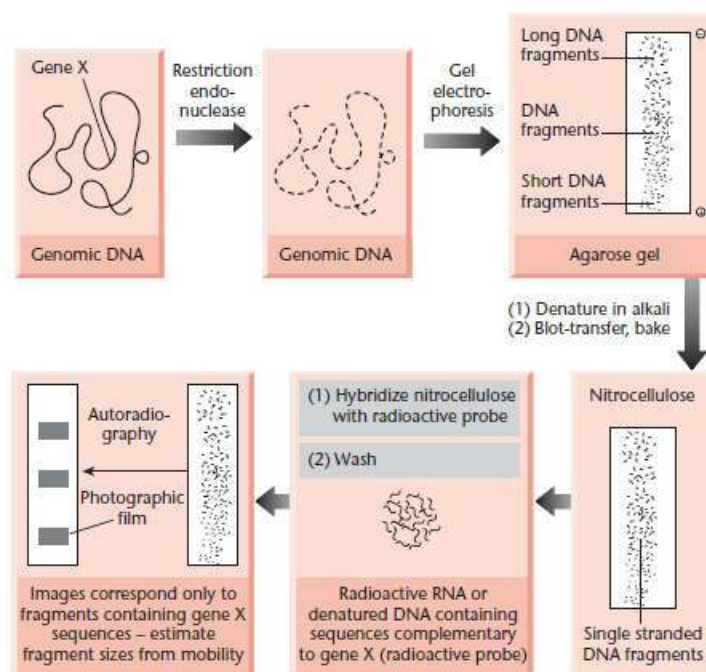 Gene X
Restriction
endo-
nuclease
Genomic DNA
Genomic DNA
Gel
electro-
phoresis
Long DNA
fragments
DNA
fragments
Short DNA
fragments
⊖
⊕
Agarose gel
(1) Denature in alkali
(2) Blot-transfer, bake
Nitrocellulose
Single stranded
DNA fragments
(1) Hybridize nitrocellulose
with radioactive probe
(2) Wash
Radioactive RNA or
denatured DNA containing
sequences complementary
to gene X (radioactive probe)
Autoradio-
graphy
Photographic
film
Images correspond only to
fragments containing gene X
sequences – estimate
fragment sizes from mobility